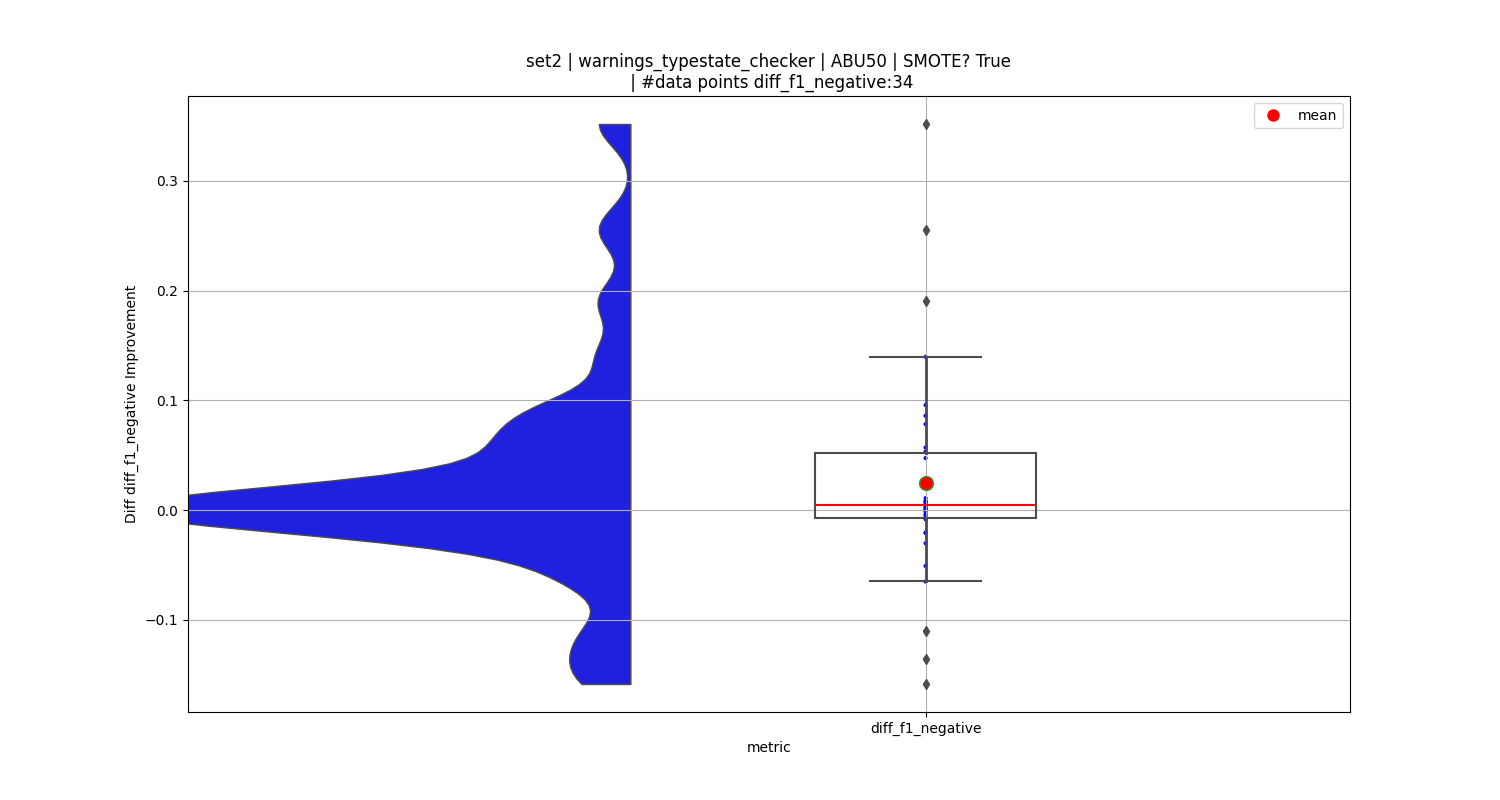 set2 | warnings_typestate_checker | ABU50 | SMOTE? True
| #data points diff_f1_negative:34
mean
0.3
0.2
0.1
0.0
−0.1
Diff diff_f1_negative Improvement
diff_f1_negative
metric